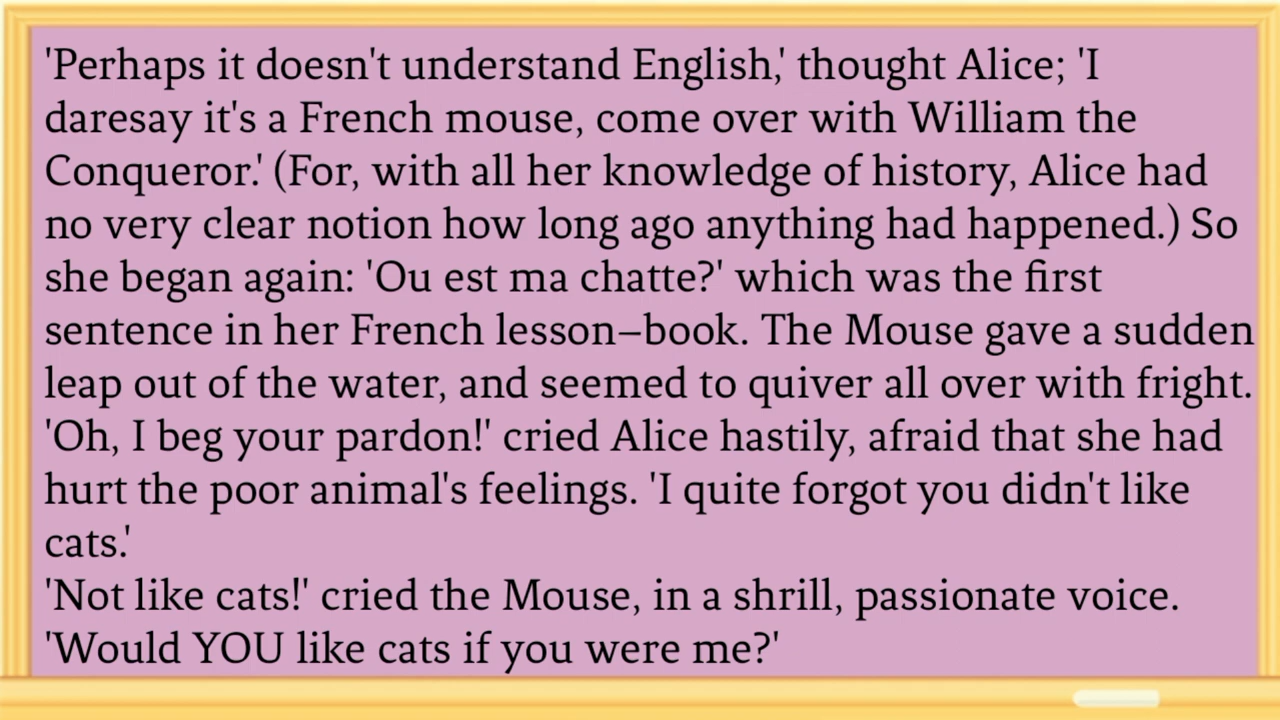 'Perhaps it doesn't understand English,' thought Alice; 'I
daresay it's a French mouse, come over with William the
Conqueror.' (For, with all her knowledge of history, Alice had
no very clear notion how long ago anything had happened.) So
she began again: 'Ou est ma chatte?' which was the first
sentence in her French lesson–book. The Mouse gave a sudden
leap out of the water, and seemed to quiver all over with fright.
'Oh, I beg your pardon!' cried Alice hastily, afraid that she had
hurt the poor animal's feelings. 'I quite forgot you didn't like
cats.'
'Not like cats!' cried the Mouse, in a shrill, passionate voice.
'Would YOU like cats if you were me?'